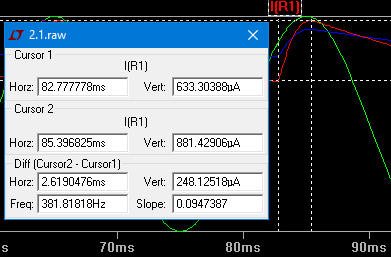 I(R1)
2.1.raw
Cursor 1
I(R1)
Horz: 82.777778ms Vert: 633.30388µA
Cursor 2
I(R1)
Horz: 85.396825ms Vert: 881.42906µA
Diff (Cursor2 - Cursor1)
Horz: 2.6190476ms Vert: 248.12518µA
Freq: 381.81818Hz Slope: 0.0947387
s 70ms 80ms 90ms